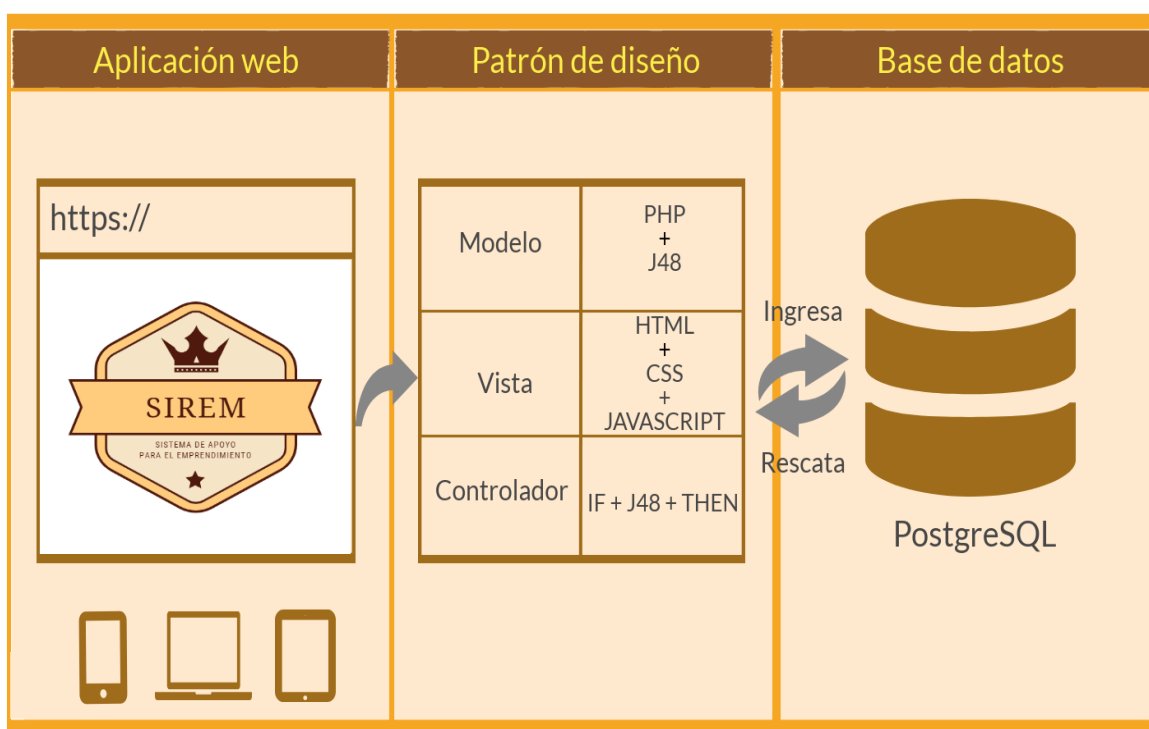 Aplicación web
Patrón de diseño
Base de datos
https://
SIREM
SISTEMA DE APOYO
PARA EL EMPRENDIMIENTO
Modelo
PHP
+
J48
Vista
HTML
+
CSS
+
JAVASCRIPT
Controlador
IF + J48 + THEN
Ingresa
Rescata
PostgreSQL